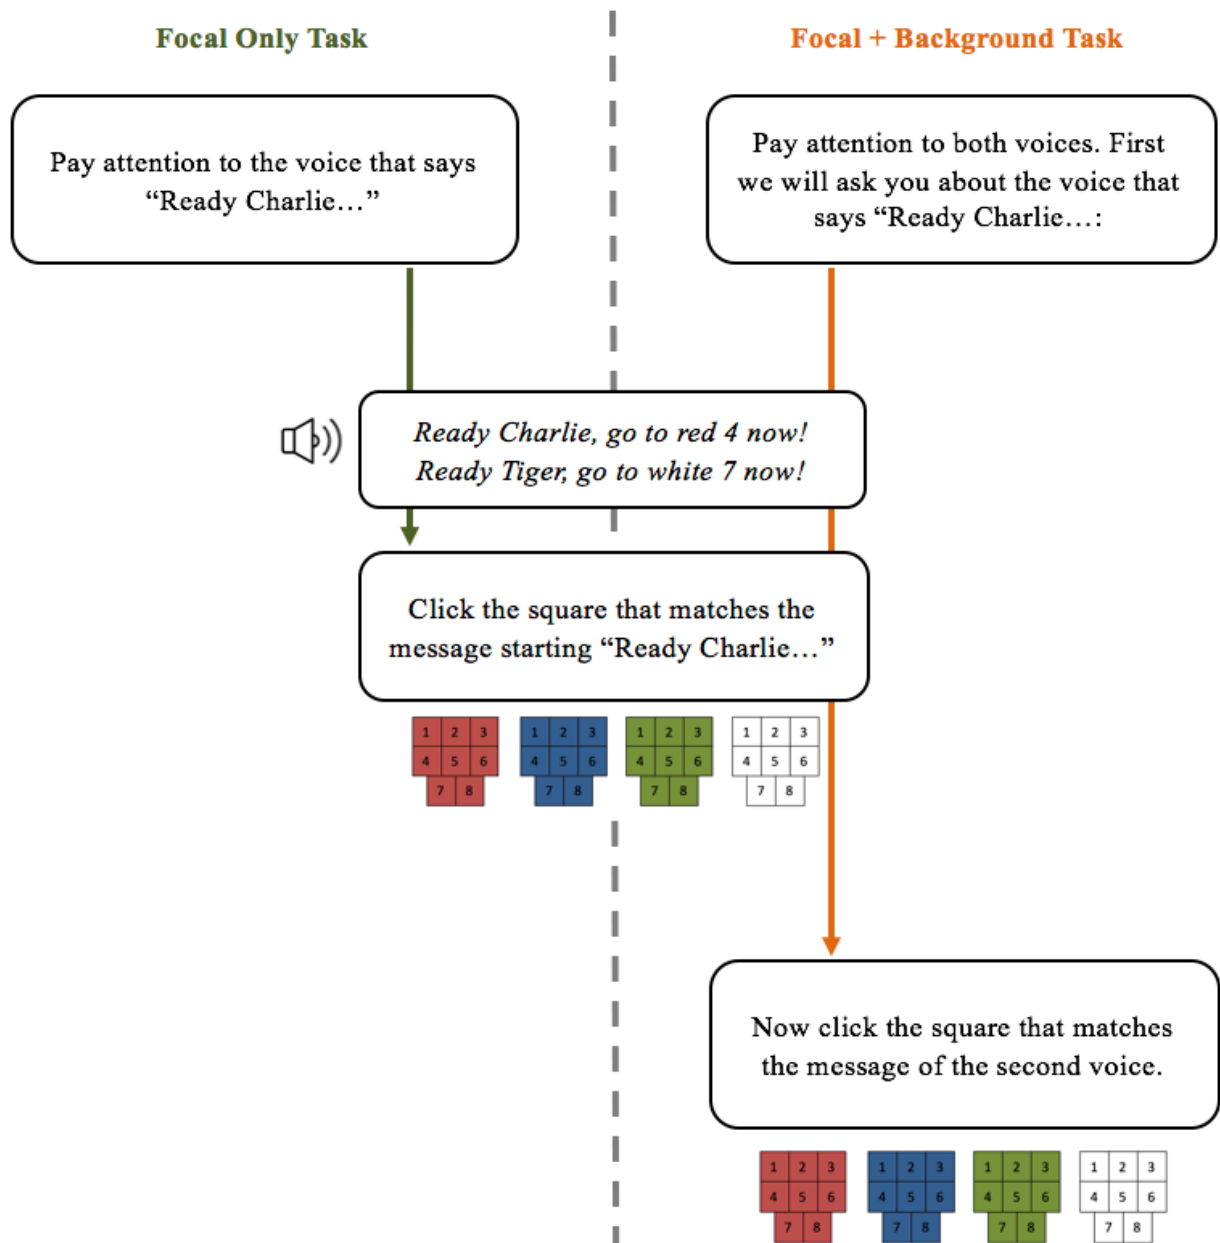 Focal Only Task
Focal + Background Task
Pay attention to the voice that says
“Ready Charlie…”
Pay attention to both voices. First
we will ask you about the voice that
says “Ready Charlie…:
Ready Charlie, go to red 4 now!
Ready Tiger, go to white 7 now!
Click the square that matches the
message starting “Ready Charlie…”
1 2 3 1 2 3 1 2 3 1 2 3
4 5 6 4 5 6 4 5 6 4 5 6
7 8 7 8 7 8 7 8
Now click the square that matches
the message of the second voice.
1 2 3 1 2 3 1 2 3 1 2 3
4 5 6 4 5 6 4 5 6 4 5 6
7 8 7 8 7 8 7 8